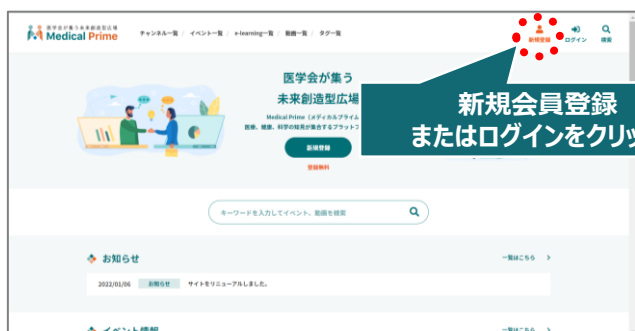 医学会が集う未来創造型広場
Medical Prime
チャンネル一覧 / イベント一覧 / e-learning一覧 / 動画一覧 / タグ一覧
新規登録 ログイン 検索
医学会が集う
未来創造型広場
Medical Prime（メディカルプライム
医療、健康、科学の知見が集合するプラットフ
新規登録
登録無料
新規会員登録
またはログインをクリッ
キーワードを入力してイベント、動画を検索
お知らせ
一覧はこちら
2022/01/06 お知らせ サイトをリニューアルしました。
イベント情報
一覧はこちら